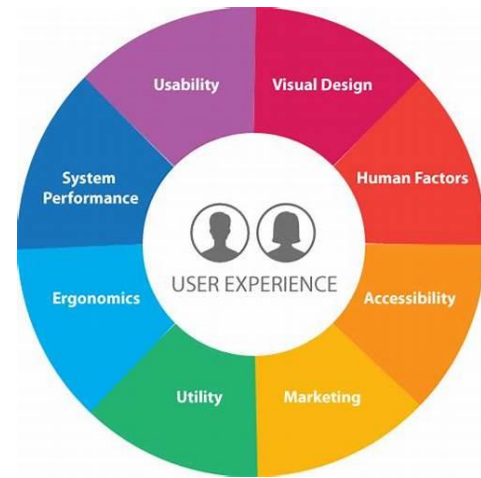 Usability
Visual Design
Human Factors
Accessibility
Marketing
Utility
Ergonomics
System
Performance
USER EXPERIENCE